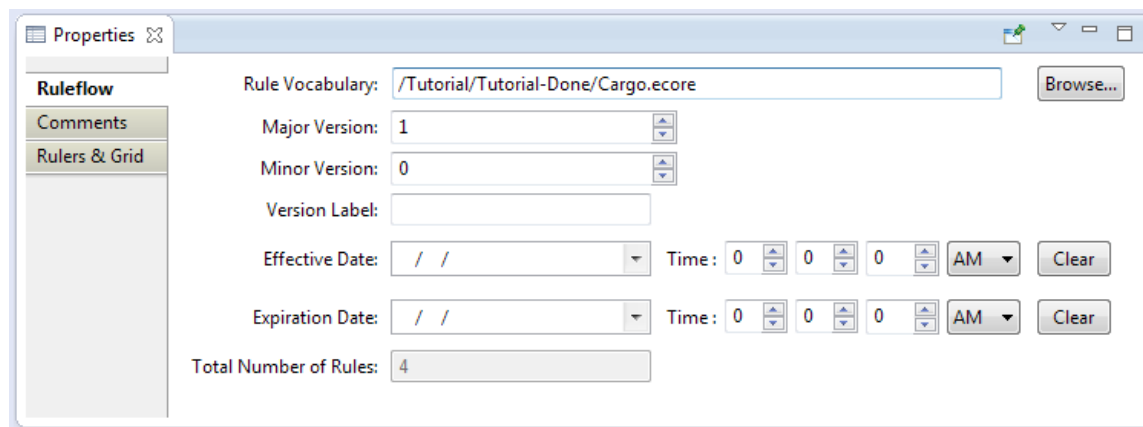 Properties
Ruleflow
Comments
Rulers & Grid
Rule Vocabulary: /Tutorial/Tutorial-Done/Cargo.ecore Browse...
Major Version: 1
Minor Version: 0
Version Label:
Effective Date: / / Time: 0 0 0 AM Clear
Expiration Date: / / Time: 0 0 0 AM Clear
Total Number of Rules: 4